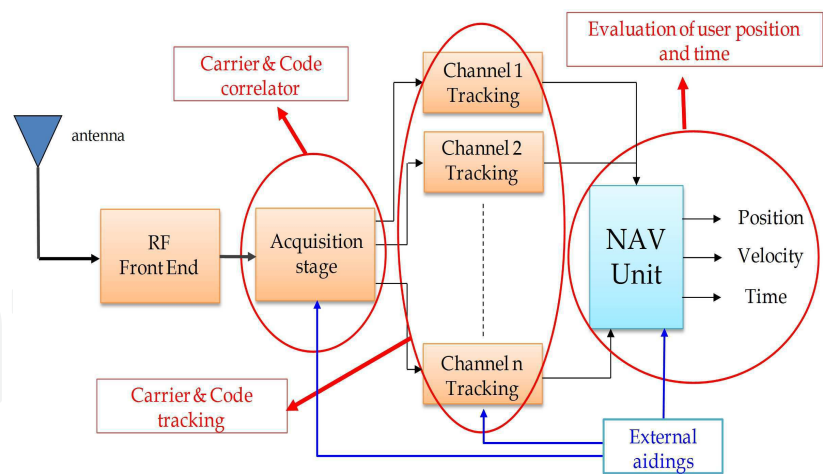 Evaluation of user position
and time
Carrier & Code
correlator
Channel 1
Tracking
antenna
Channel 2
Tracking
RF
Front End
Acquisition
stage
NAV
Unit
Position
Velocity
Time
Channel n
Tracking
Carrier & Code
tracking
External
aidings